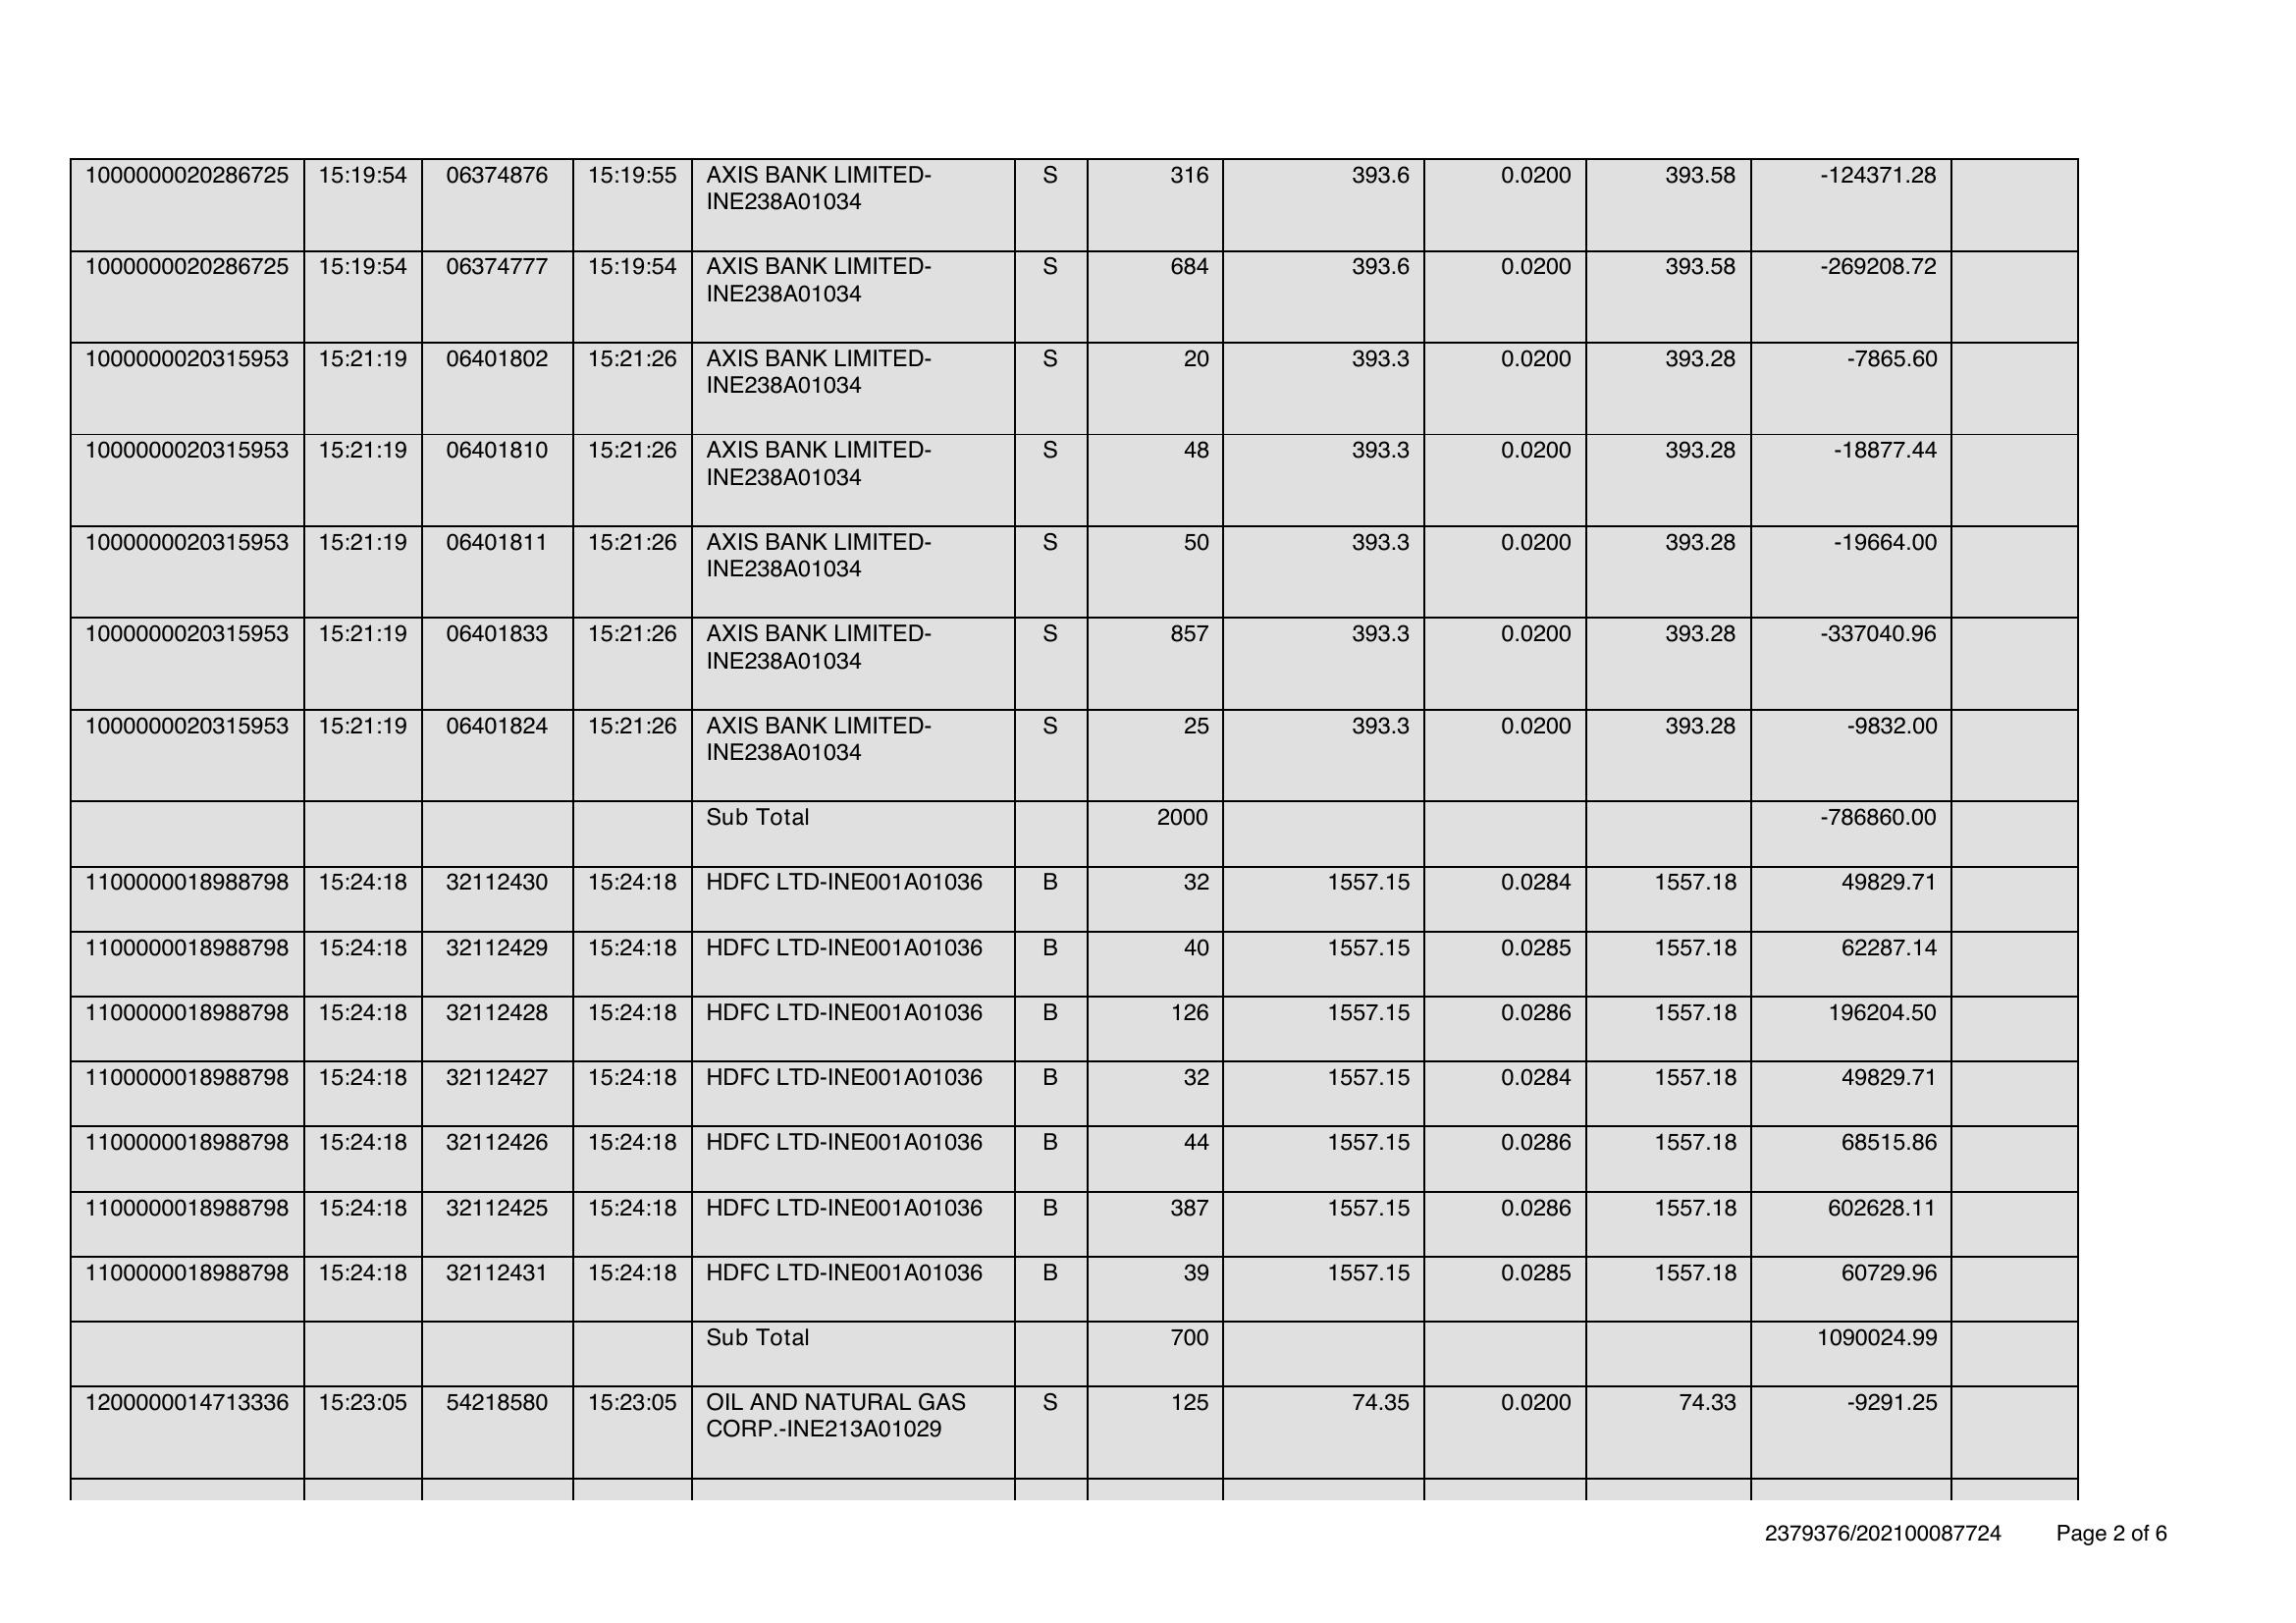 1000000020286725 15:19:54 06374876 15:19:55 AXIS BANK LIMITED- S 316 393.6 0.0200 393.58 -124371.28
INE238A01034
1000000020286725 15:19:54 06374777 15:19:54 AXIS BANK LIMITED- S 684 393.6 0.0200 393.58 -269208.72
INE238A01034
1000000020315953 15:21:19 06401802 15:21:26 AXIS BANK LIMITED- S 20 393.3 0.0200 393.28 -7865.60
INE238A01034
1000000020315953 15:21:19 06401810 15:21:26 AXIS BANK LIMITED- S 48 393.3 0.0200 393.28 -18877.44
INE238A01034
1000000020315953 15:21:19 06401811 15:21:26 AXIS BANK LIMITED- S 50 393.3 0.0200 393.28 -19664.00
INE238A01034
1000000020315953 15:21:19 06401833 15:21:26 AXIS BANK LIMITED- S 857 393.3 0.0200 393.28 -337040.96
INE238A01034
1000000020315953 15:21:19 06401824 15:21:26 AXIS BANK LIMITED- S 25 393.3 0.0200 393.28 -9832.00
INE238A01034
Sub Total 2000 -786860.00
1100000018988798 15:24:18 32112430 15:24:18 HDFC LTD-INE001A01036 B 32 1557.15 0.0284 1557.18 49829.71
1100000018988798 15:24:18 32112429 15:24:18 HDFC LTD-INE001A01036 B 40 1557.15 0.0285 1557.18 62287.14
1100000018988798 15:24:18 32112428 15:24:18 HDFC LTD-INE001A01036 B 126 1557.15 0.0286 1557.18 196204.50
1100000018988798 15:24:18 32112427 15:24:18 HDFC LTD-INE001A01036 B 32 1557.15 0.0284 1557.18 49829.71
1100000018988798 15:24:18 32112426 15:24:18 HDFC LTD-INE001A01036 B 44 1557.15 0.0286 1557.18 68515.86
1100000018988798 15:24:18 32112425 15:24:18 HDFC LTD-INE001A01036 B 387 1557.15 0.0286 1557.18 602628.11
1100000018988798 15:24:18 32112431 15:24:18 HDFC LTD-INE001A01036 B 39 1557.15 0.0285 1557.18 60729.96
Sub Total 700 1090024.99
1200000014713336 15:23:05 54218580 15:23:05 OIL AND NATURAL GAS S 125 74.35 0.0200 74.33 -9291.25
CORP.-INE213A01029
2379376/202100087724 Page 2 of 6